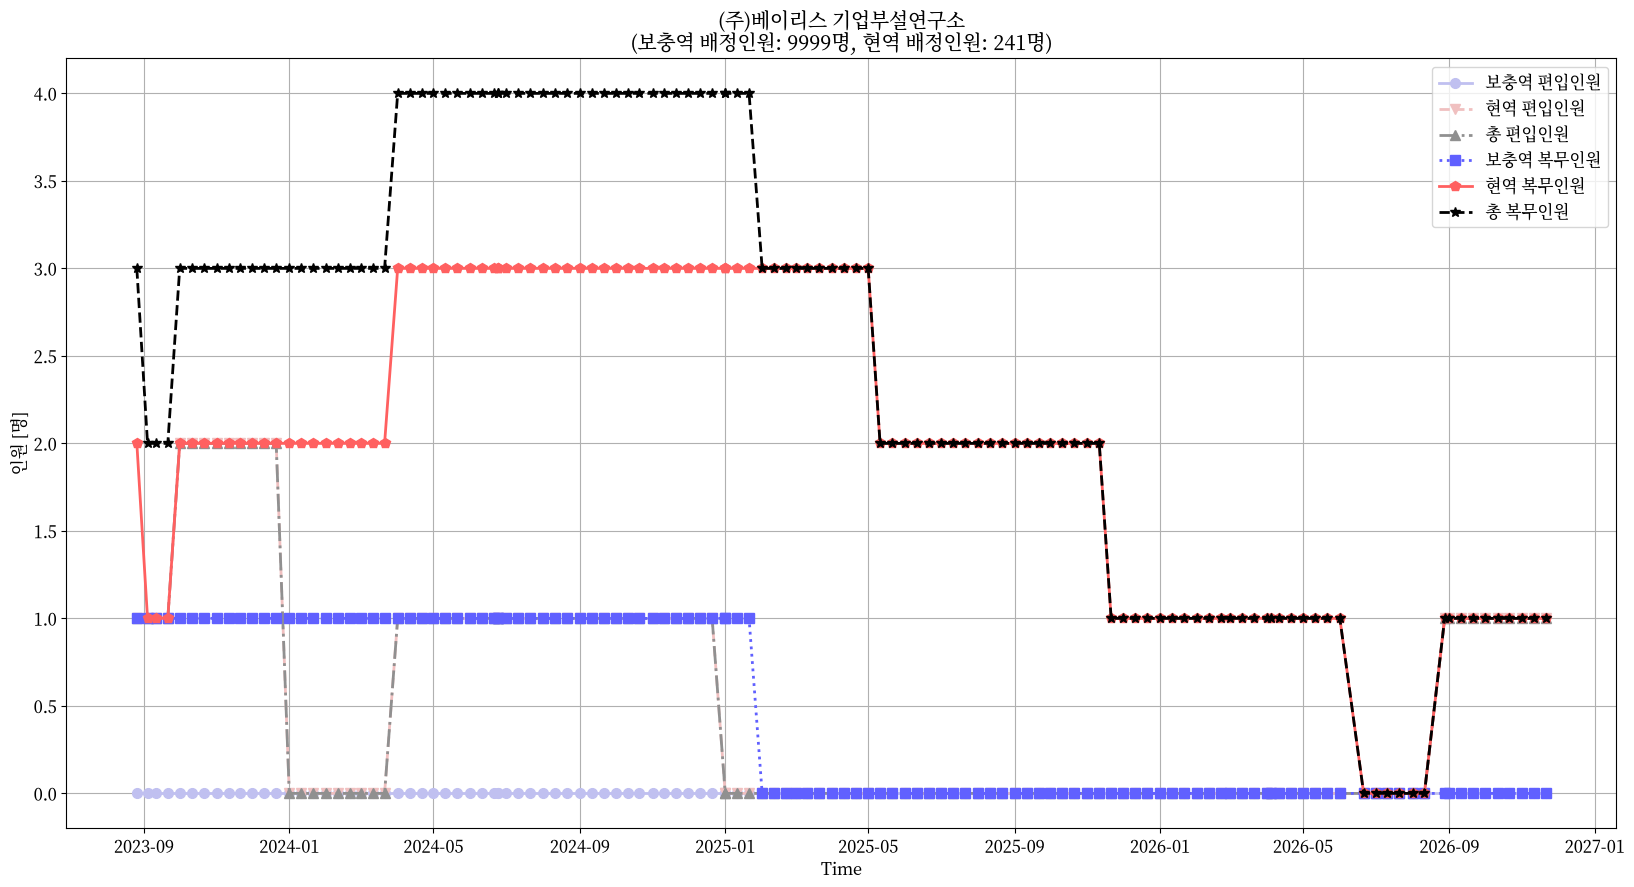 (주)베이리스 기업부설연구소
(보충역 배정인원: 9999명, 현역 배정인원: 241명)
보충역 편입인원
현역 편입인원
총 편입인원
보충역 복무인원
현역 복무인원
총 복무인원
인원 [명]
4.0
3.5
3.0
2.5
2.0
1.5
1.0
0.5
0.0
2023-09
2024-01
2024-05
2024-09
2025-01
2025-05
2025-09
2026-01
2026-05
2026-09
2027-01
Time